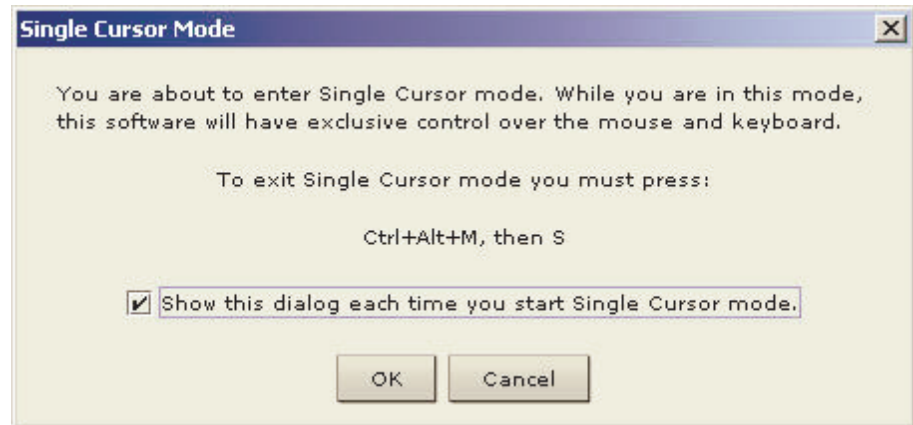 Single Cursor Mode
You are about to enter Single Cursor mode. While you are in this mode,
this software will have exclusive control over the mouse and keyboard.
To exit Single Cursor mode you must press:
Ctrl+Alt+M, then S
Show this dialog each time you start Single Cursor mode.
OK Cancel